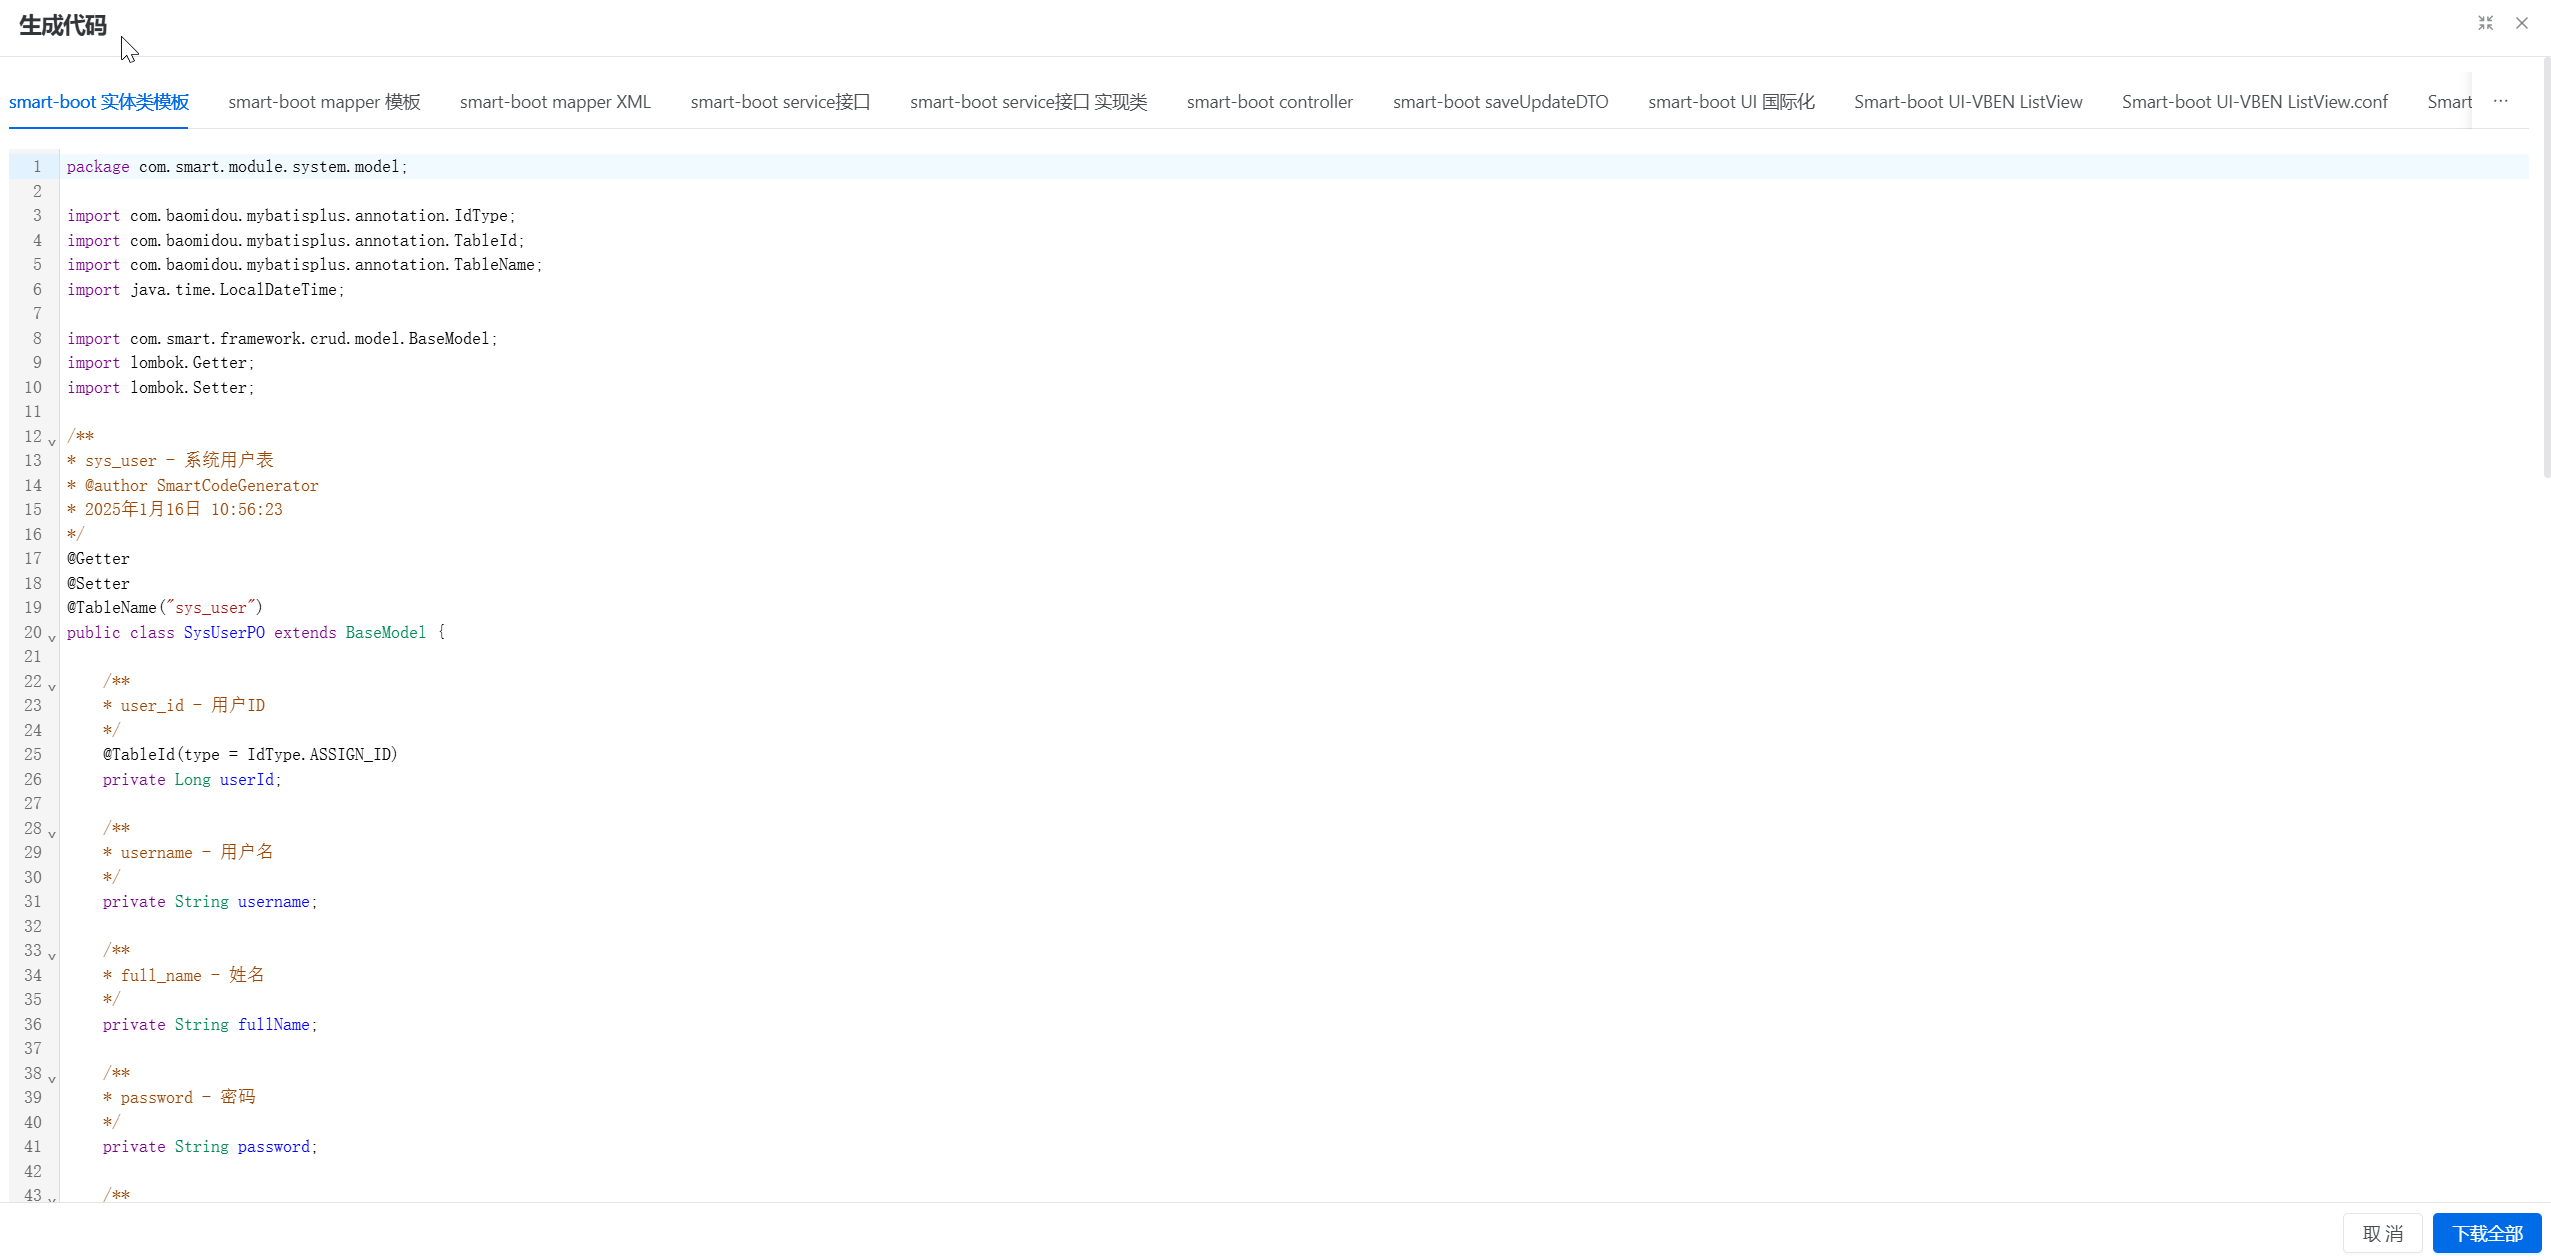 生成代码
smart-boot 实体类模板 smart-boot mapper 模板 smart-boot mapper XML smart-boot service接口 smart-boot service接口 实现类 smart-boot controller smart-boot saveUpdateDTO smart-boot UI 国际化 Smart-boot UI-VBEN ListView Smart-boot UI-VBEN ListView.conf Smart ···
1 package com.smart.module.system.model;
2
3 import com.baomidou.mybatisplus.annotation.IdType;
4 import com.baomidou.mybatisplus.annotation.TableId;
5 import com.baomidou.mybatisplus.annotation.TableName;
6 import java.time.LocalDateTime;
7
8 import com.smart.framework.crud.model.BaseModel;
9 import lombok.Getter;
10 import lombok.Setter;
11
12 /**
13 * sys_user - 系统用户表
14 * @author SmartCodeGenerator
15 * 2025年1月16日 10:56:23
16 */
17 @Getter
18 @Setter
19 @TableName("sys_user")
20 public class SysUserPO extends BaseModel {
21
22 /**
23 * user_id - 用户ID
24 */
25 @TableId(type = IdType.ASSIGN_ID)
26 private Long userId;
27
28 /**
29 * username - 用户名
30 */
31 private String username;
32
33 /**
34 * full_name - 姓名
35 */
36 private String fullName;
37
38 /**
39 * password - 密码
40 */
41 private String password;
42
43 /**
取 消 下载全部